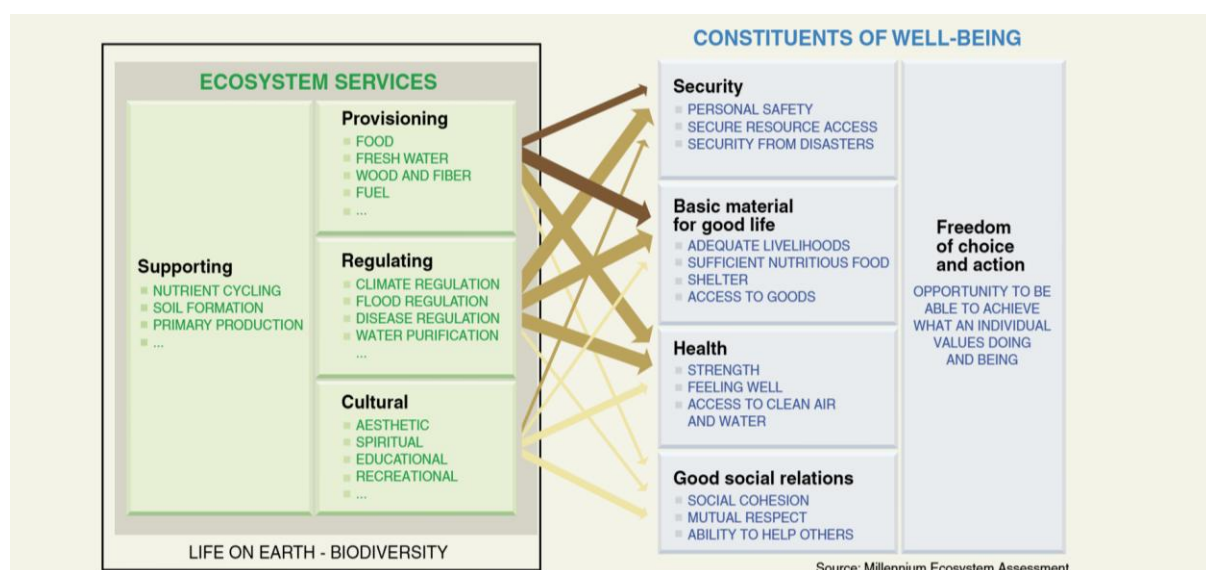 CONSTITUENTS OF WELL-BEING
ECOSYSTEM SERVICES
Supporting
NUTRIENT CYCLING
SOIL FORMATION
PRIMARY PRODUCTION
...
Provisioning
FOOD
FRESH WATER
WOOD AND FIBER
FUEL
...
Regulating
CLIMATE REGULATION
FLOOD REGULATION
DISEASE REGULATION
WATER PURIFICATION
...
Cultural
AESTHETIC
SPIRITUAL
EDUCATIONAL
RECREATIONAL
...
LIFE ON EARTH - BIODIVERSITY
Security
PERSONAL SAFETY
SECURE RESOURCE ACCESS
SECURITY FROM DISASTERS
Basic material
for good life
ADEQUATE LIVELIHOODS
SUFFICIENT NUTRITIOUS FOOD
SHELTER
ACCESS TO GOODS
Health
STRENGTH
FEELING WELL
ACCESS TO CLEAN AIR
AND WATER
Good social relations
SOCIAL COHESION
MUTUAL RESPECT
ABILITY TO HELP OTHERS
Freedom
of choice
and action
OPPORTUNITY TO BE
ABLE TO ACHIEVE
WHAT AN INDIVIDUAL
VALUES DOING
AND BEING
Source: Millennium Ecosystem Assessment